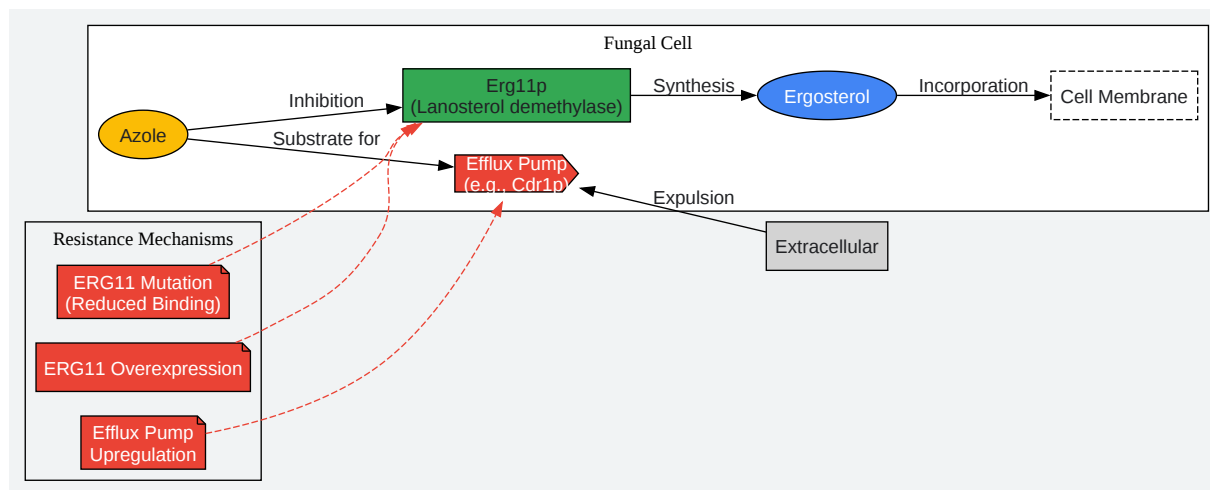 Fungal Cell
Erg11p
(Lanosterol demethylase)
Synthesis
Ergosterol
Incorporation
Cell Membrane
Inhibition
Azole
Substrate for
Efflux Pump
(e.g., Cdr1p)
Expulsion
Extracellular
Resistance Mechanisms
ERG11 Mutation
(Reduced Binding)
ERG11 Overexpression
Efflux Pump
Upregulation